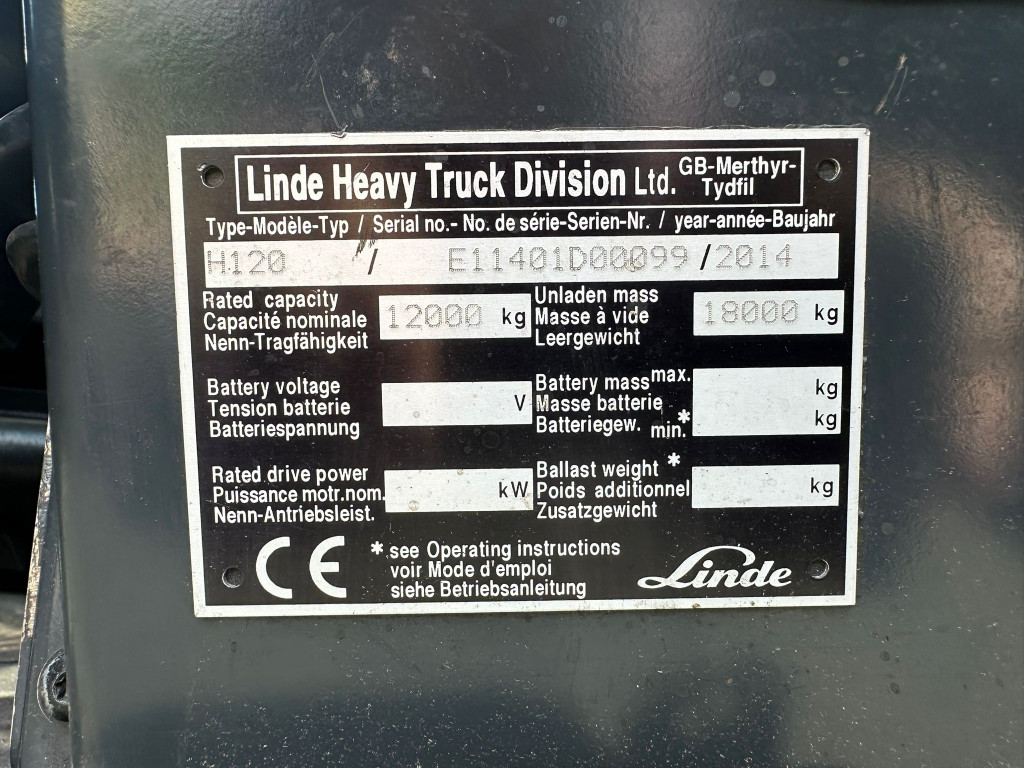 Linde Heavy Truck Division Ltd. GB-Merthyr-Tydfil
Type-Modèle-Typ / Serial no.- No. de série-Serien-Nr. / year-année-Baujahr
H120 / E11401D00099 / 2014
Rated capacity
Capacité nominale
Nenn-Tragfähigkeit
12000 kg
Unladen mass
Masse à vide
Leergewicht
18000 kg
Battery voltage
Tension batterie
Batteriespannung
V
Battery mass max.
Masse batterie
Batteriegew. min.*
kg
kg
Rated drive power
Puissance motr.nom.
Nenn-Antriebsleist.
kW
Ballast weight *
Poids additionnel
Zusatzgewicht
kg
CE
* see Operating instructions
voir Mode d'emploi
siehe Betriebsanleitung
Linde